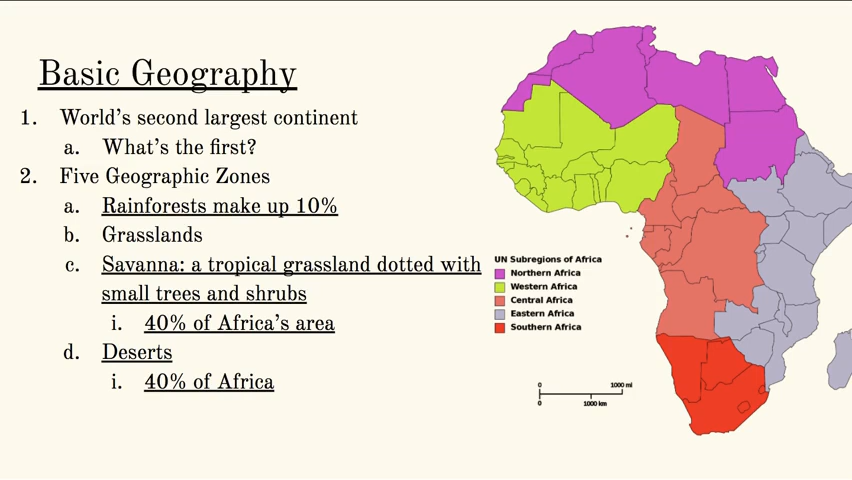 Basic Geography
1. World's second largest continent
a. What's the first?
2. Five Geographic Zones
a. Rainforests make up 10%
b. Grasslands
c. Savanna: a tropical grassland dotted with
small trees and shrubs
i. 40% of Africa's area
d. Deserts
i. 40% of Africa
UN Subregions of Africa
Northern Africa
Western Africa
Central Africa
Eastern Africa
Southern Africa
0 1000 mi
0 1000 km